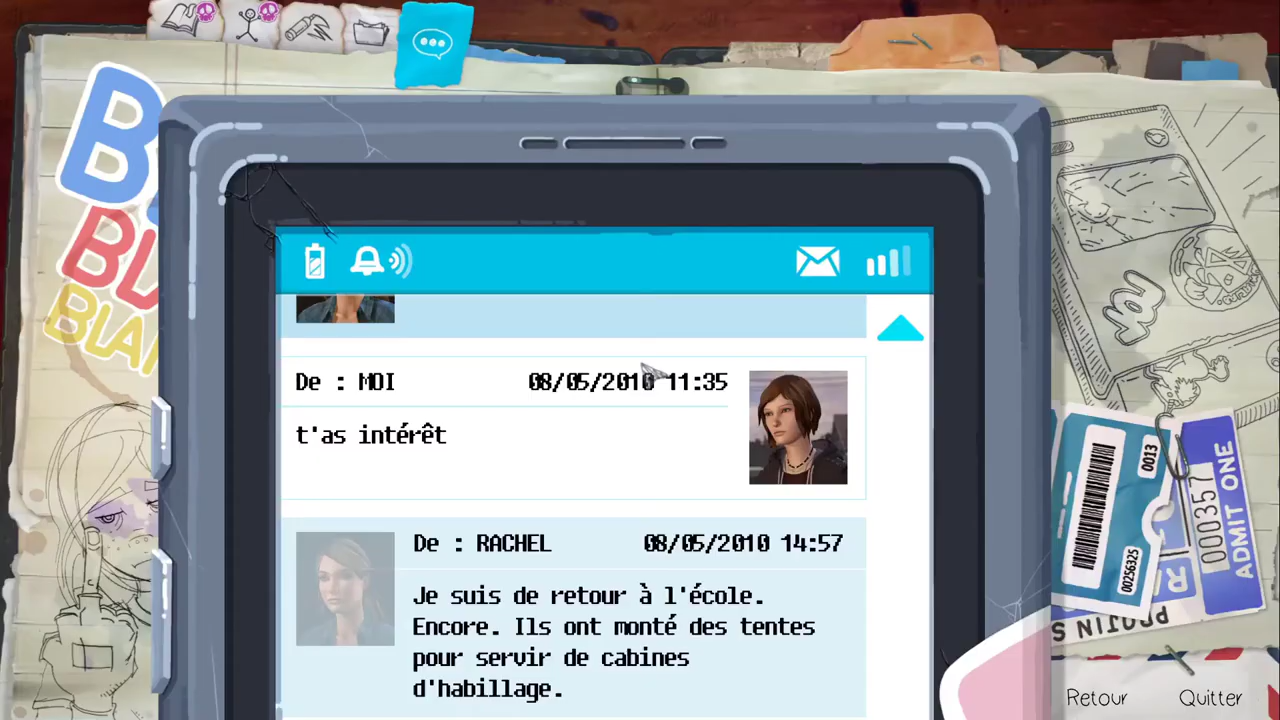 De : MOI 08/05/2010 11:35
t'as intérêt
De : RACHEL 08/05/2010 14:57
Je suis de retour à l'école.
Encore. Ils ont monté des tentes
pour servir de cabines
d'habillage.
0013
00256325
000357
ADMIT ONE
Retour
Quitter